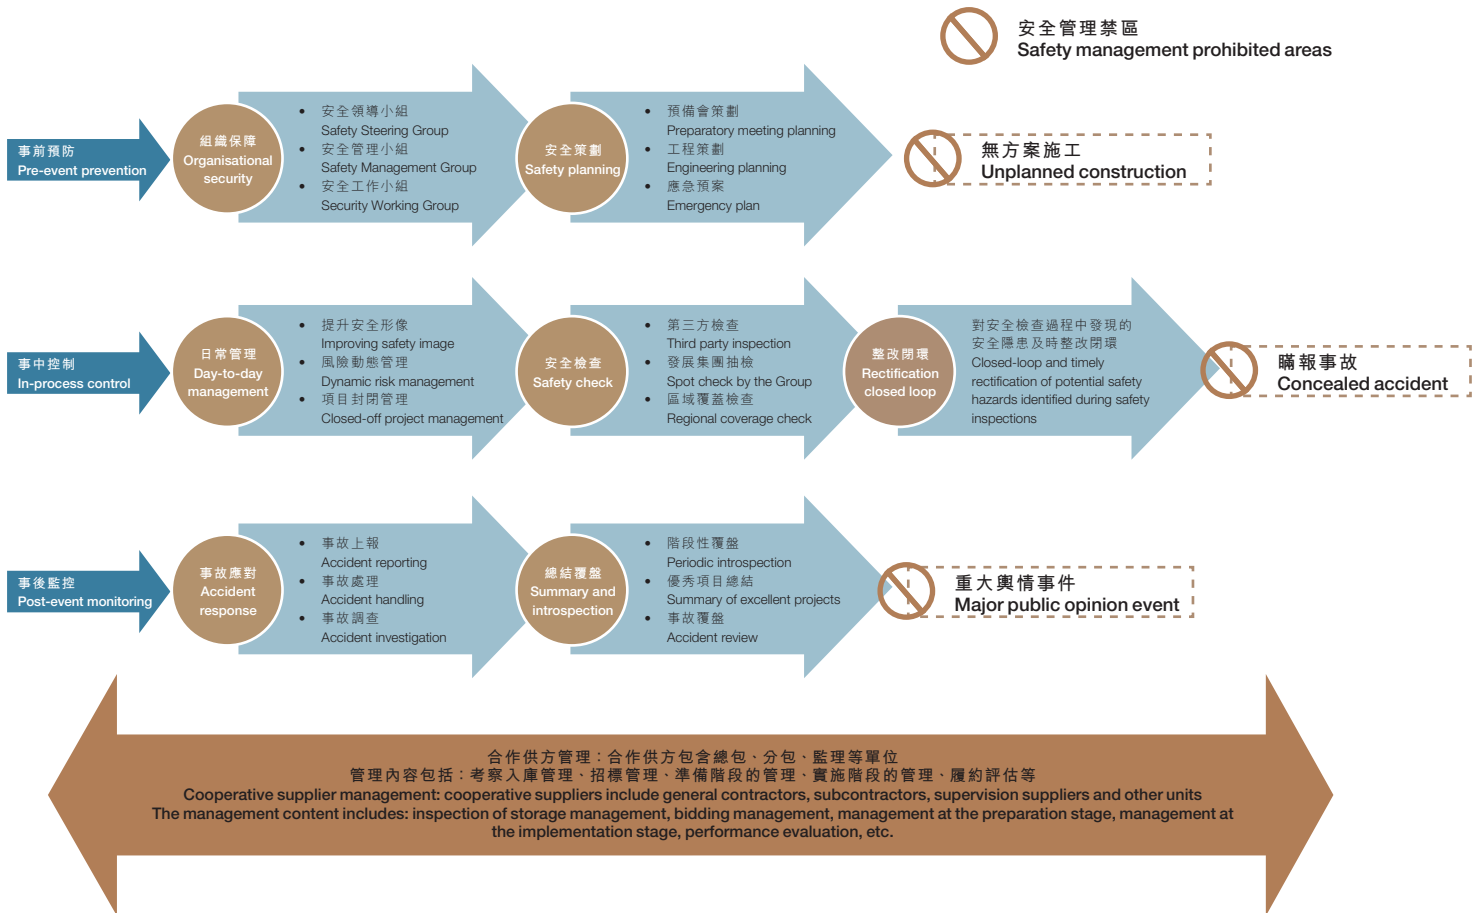 安全管理禁區
Safety management prohibited areas
事前預防
Pre-event prevention
組織保障
Organisational
security
• 安全領導小組
Safety Steering Group
• 安全管理小組
Safety Management Group
• 安全工作小組
Security Working Group
安全策劃
Safety planning
• 預備會策劃
Preparatory meeting planning
• 工程策劃
Engineering planning
• 應急預案
Emergency plan
無方案施工
Unplanned construction
事中控制
In-process control
日常管理
Day-to-day
management
• 提升安全形像
Improving safety image
• 風險動態管理
Dynamic risk management
• 項目封閉管理
Closed-off project management
安全檢查
Safety check
• 第三方檢查
Third party inspection
• 發展集團抽檢
Spot check by the Group
• 區域覆蓋檢查
Regional coverage check
整改閉環
Rectification
closed loop
對安全檢查過程中發現的
安全隱患及時整改閉環
Closed-loop and timely
rectification of potential safety
hazards identified during safety
inspections
瞞報事故
Concealed accident
事後監控
Post-event monitoring
事故應對
Accident
response
• 事故上報
Accident reporting
• 事故處理
Accident handling
• 事故調查
Accident investigation
總結覆盤
Summary and
introspection
• 階段性覆盤
Periodic introspection
• 優秀項目總結
Summary of excellent projects
• 事故覆盤
Accident review
重大輿情事件
Major public opinion event
合作供方管理：合作供方包含總包、分包、監理等單位
管理內容包括：考察入庫管理、招標管理、準備階段的管理、實施階段的管理、履約評估等
Cooperative supplier management: cooperative suppliers include general contractors, subcontractors, supervision suppliers and other units
The management content includes: inspection of storage management, bidding management, management at the preparation stage, management at
the implementation stage, performance evaluation, etc.